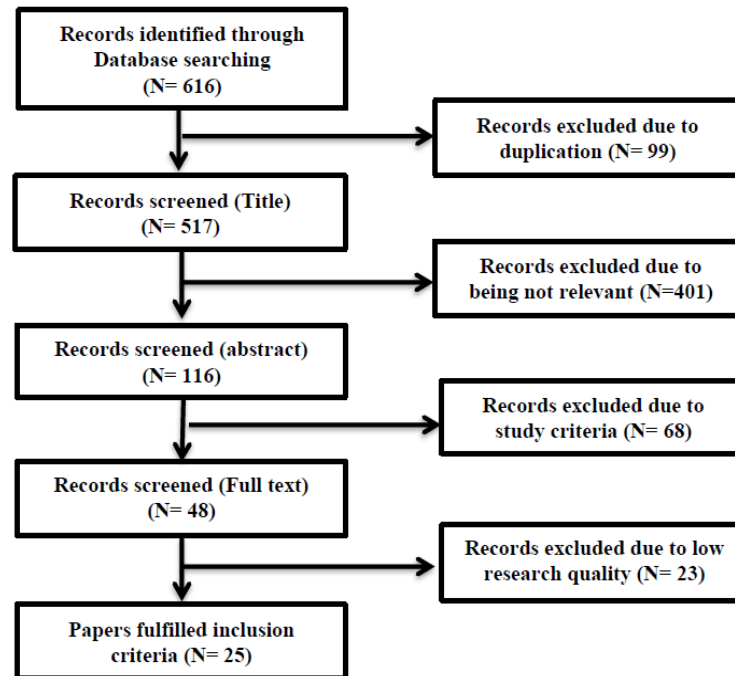 Records identified through
Database searching
(N= 616)
Records excluded due to
duplication (N= 99)
Records screened (Title)
(N= 517)
Records excluded due to
being not relevant (N=401)
Records screened (abstract)
(N= 116)
Records excluded due to
study criteria (N= 68)
Records screened (Full text)
(N= 48)
Records excluded due to low
research quality (N= 23)
Papers fulfilled inclusion
criteria (N= 25)